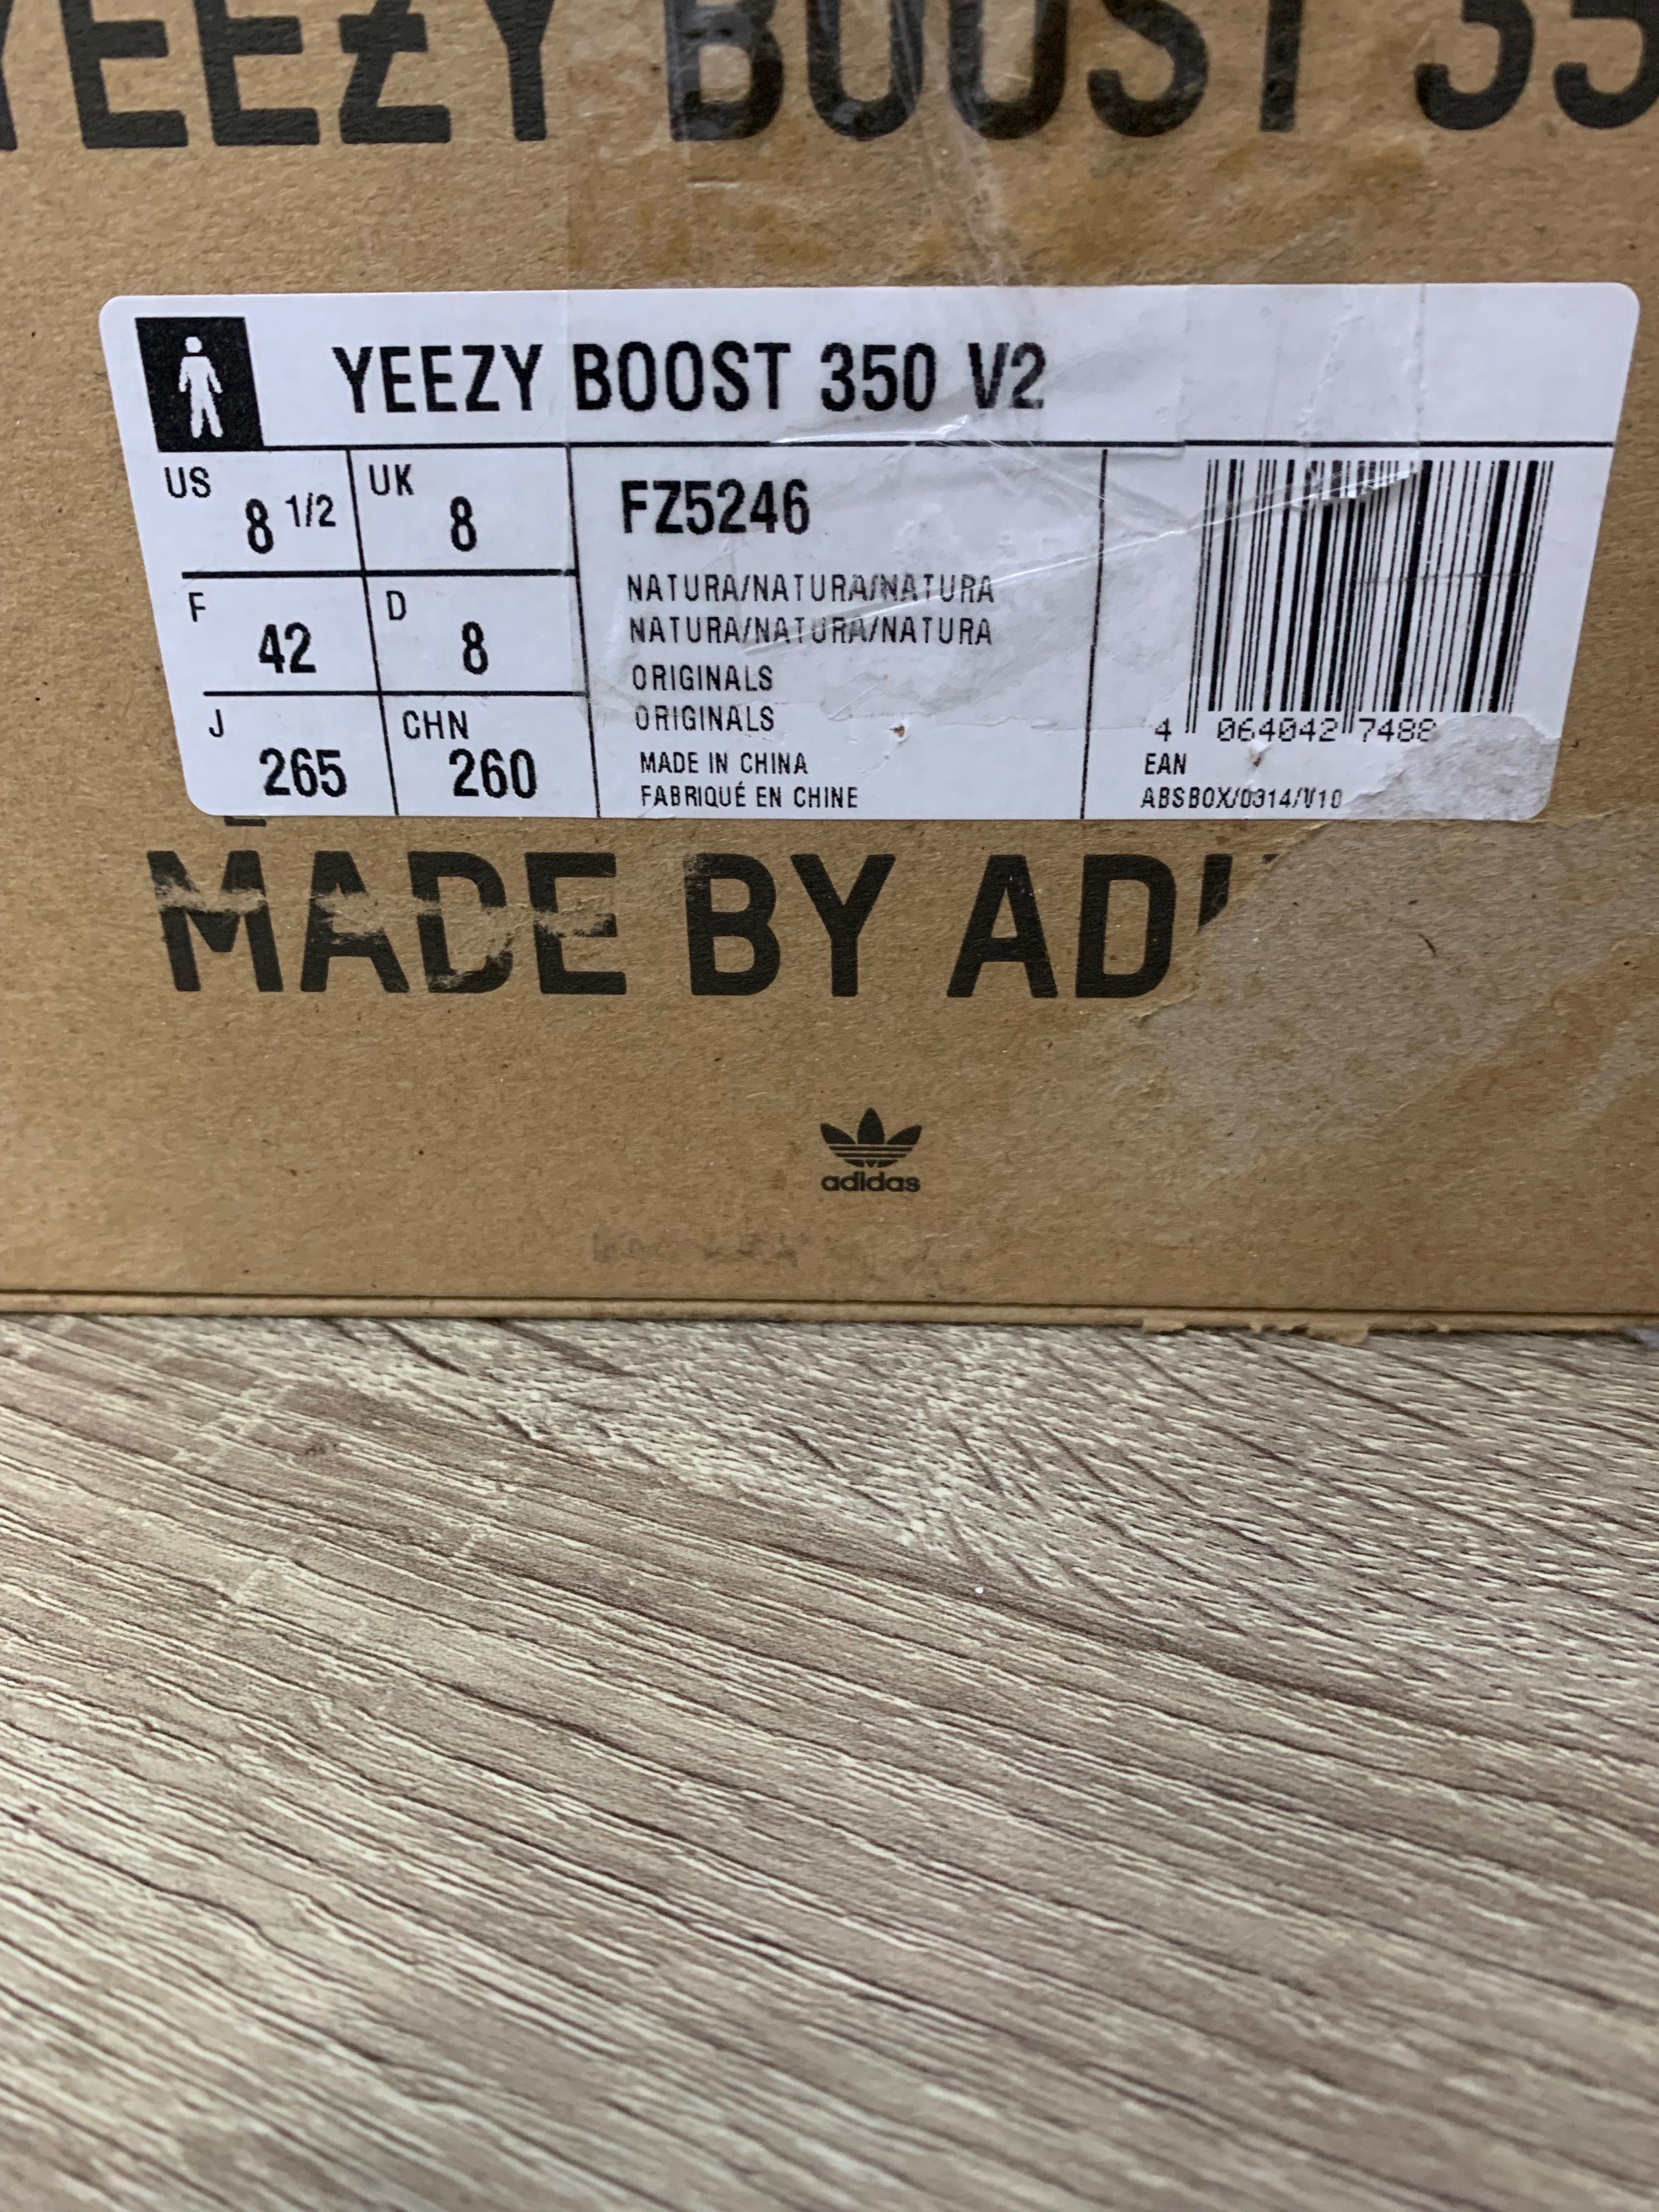 YEEZY BOOST 35
YEEZY BOOST 350 V2
US 8 1/2 UK 8
F 42 D 8
J 265 CHN 260
FZ5246
NATURA/NATURA/NATURA
NATURA/NATURA/NATURA
ORIGINALS
ORIGINALS
MADE IN CHINA
FABRIQUÉ EN CHINE
4 064042 7488
EAN
ABSBOX/0314/V10
MADE BY ADI
adidas